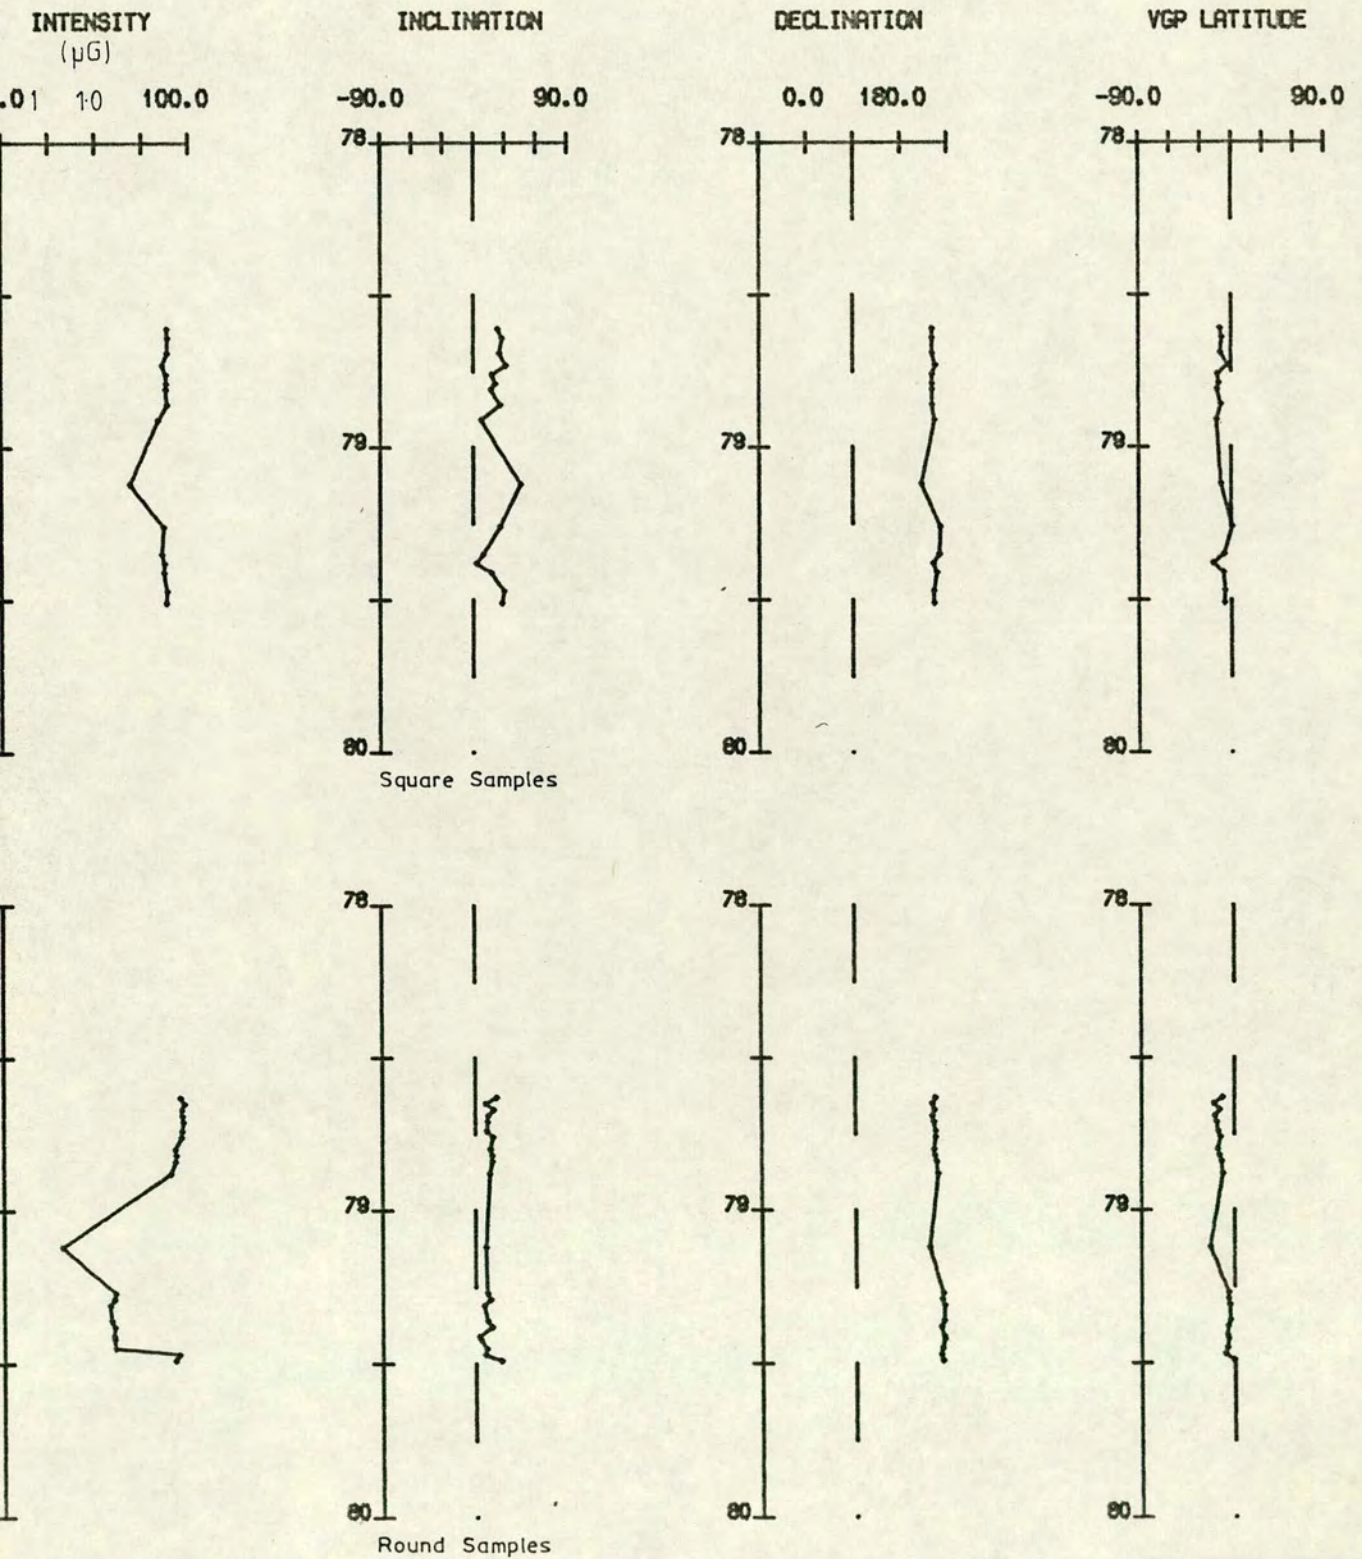 INTENSITY INCLINATION DECLINATION VGP LATITUDE
(μG)
.01 1·0 100.0 -90.0 90.0 0.0 180.0 -90.0 90.0
78 78 78
79 79 79
80 80 80
Square Samples
78 78 78
79 79 79
80 80 80
Round Samples